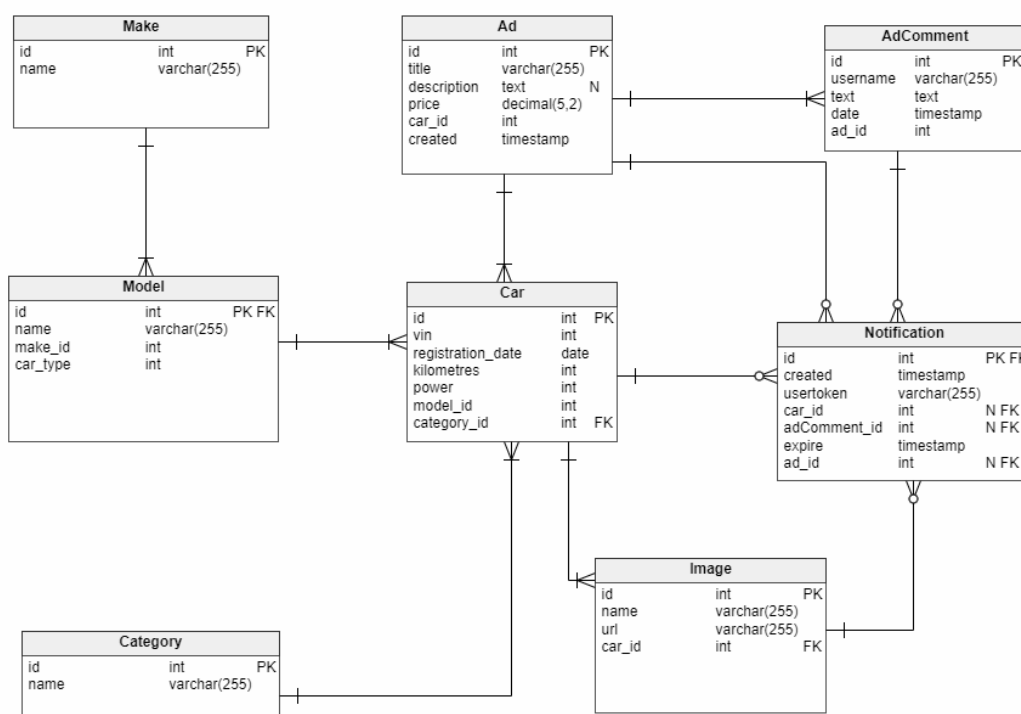 Make
id int PK
name varchar(255)
Ad
id int PK
title varchar(255)
description text N
price decimal(5,2)
car_id int
created timestamp
AdComment
id int PK
username varchar(255)
text text
date timestamp
ad_id int
Model
id int PK FK
name varchar(255)
make_id int
car_type int
Car
id int PK
vin int
registration_date date
kilometres int
power int
model_id int
category_id int FK
Notification
id int PK FK
created timestamp
usertoken varchar(255)
car_id int N FK
adComment_id int N FK
expire timestamp
ad_id int N FK
Image
id int PK
name varchar(255)
url varchar(255)
car_id int FK
Category
id int PK
name varchar(255)